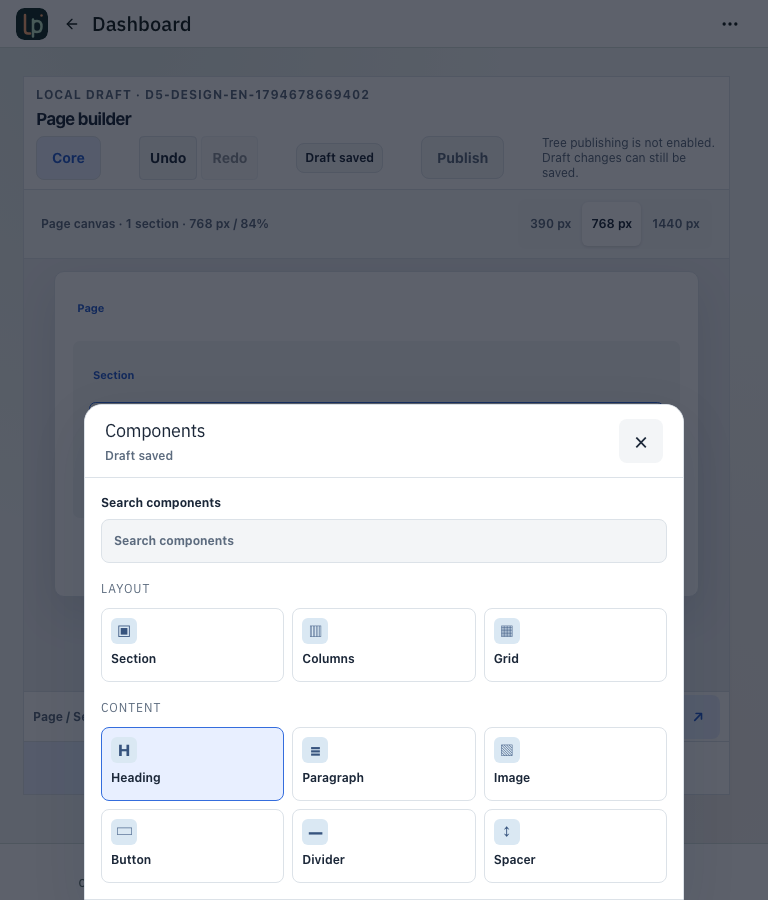 lp
Dashboard
LOCAL DRAFT · D5-DESIGN-EN-1794678669402
Page builder
Core
Undo
Redo
Draft saved
Publish
Tree publishing is not enabled.
Draft changes can still be
saved.
Page canvas · 1 section · 768 px / 84%
390 px
768 px
1440 px
Page
Section
Components
Draft saved
Search components
Search components
LAYOUT
Section
Columns
Grid
Page /
CONTENT
H
Heading
Paragraph
Image
Button
Divider
Spacer